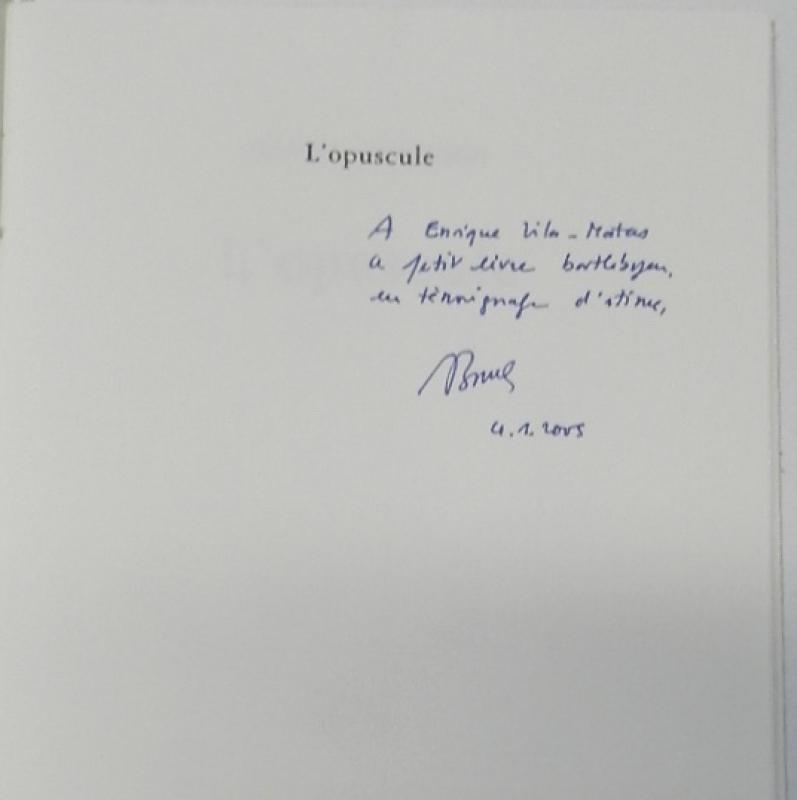 L'opuscule
A Enrique Vila-Matas
ce petit livre bartlebyen,
en témoignage d'estime,
4.1.2005